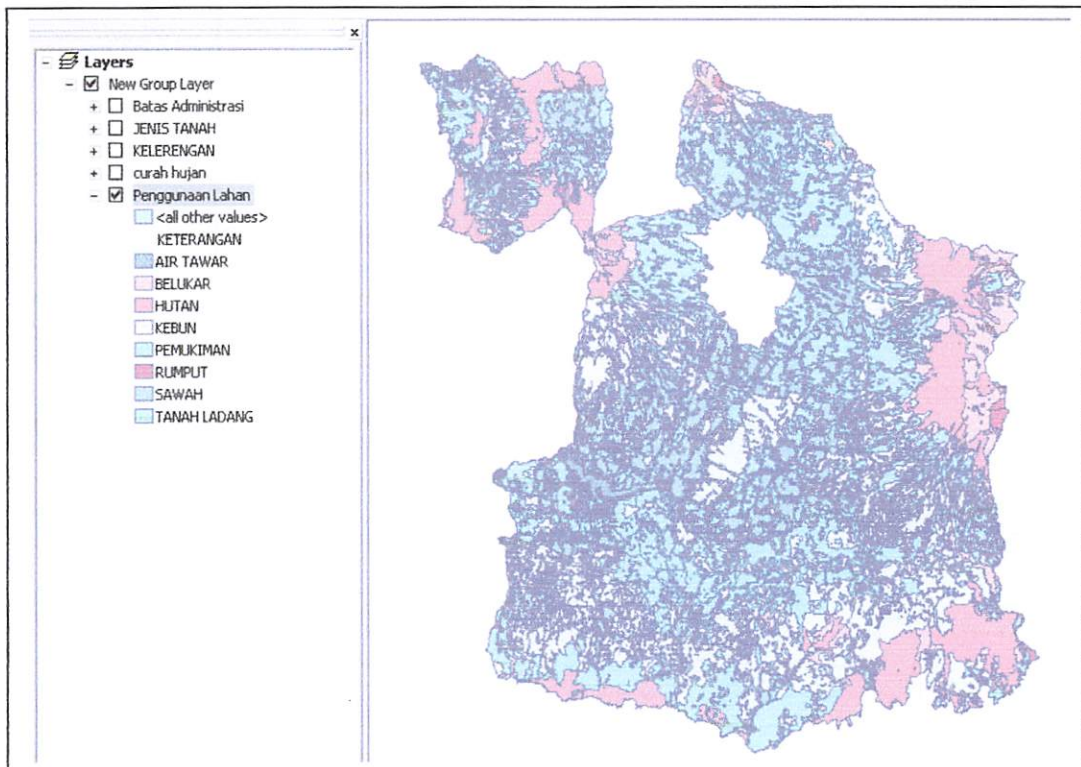 Layers
New Group Layer
Batas Administrasi
JENIS TANAH
KELERENGAN
curah hujan
Penggunaan Lahan
<all other values>
KETERANGAN
AIR TAWAR
BELUKAR
HUTAN
KEBUN
PEMUKIMAN
RUMPUT
SAWAH
TANAH LADANG